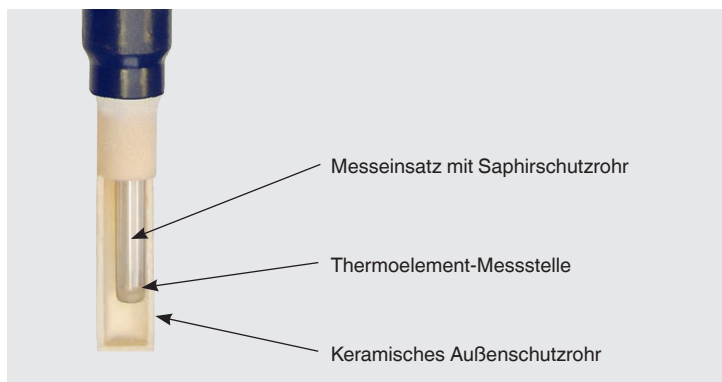 Messeinsatz mit Saphirschutzrohr
Thermoelement-Messstelle
Keramisches Außenschutzrohr